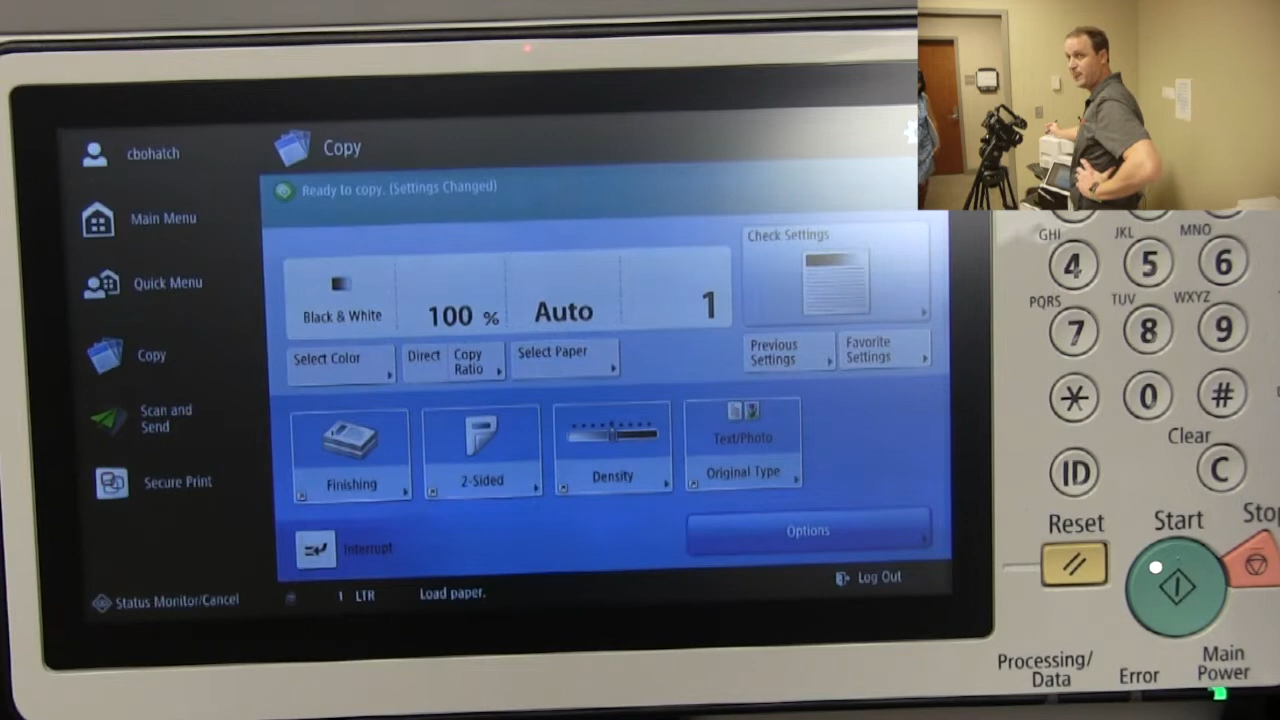 cbohatch
Copy
Ready to copy. (Settings Changed)
Main Menu
Quick Menu
Copy
Scan and
Send
Secure Print
Status Monitor/Cancel
Check Settings
Black & White
100 %
Auto
1
Select Color
Direct
Copy
Ratio
Select Paper
Previous
Settings
Favorite
Settings
Finishing
2-Sided
Density
Text/Photo
Original Type
Interrupt
Options
Log Out
1 LTR
Load paper.
GHI
JKL
MNO
4
5
6
PQRS
TUV
WXYZ
7
8
9
0
#
Clear
ID
C
Reset
Start
Stop
Processing/
Data
Error
Main
Power